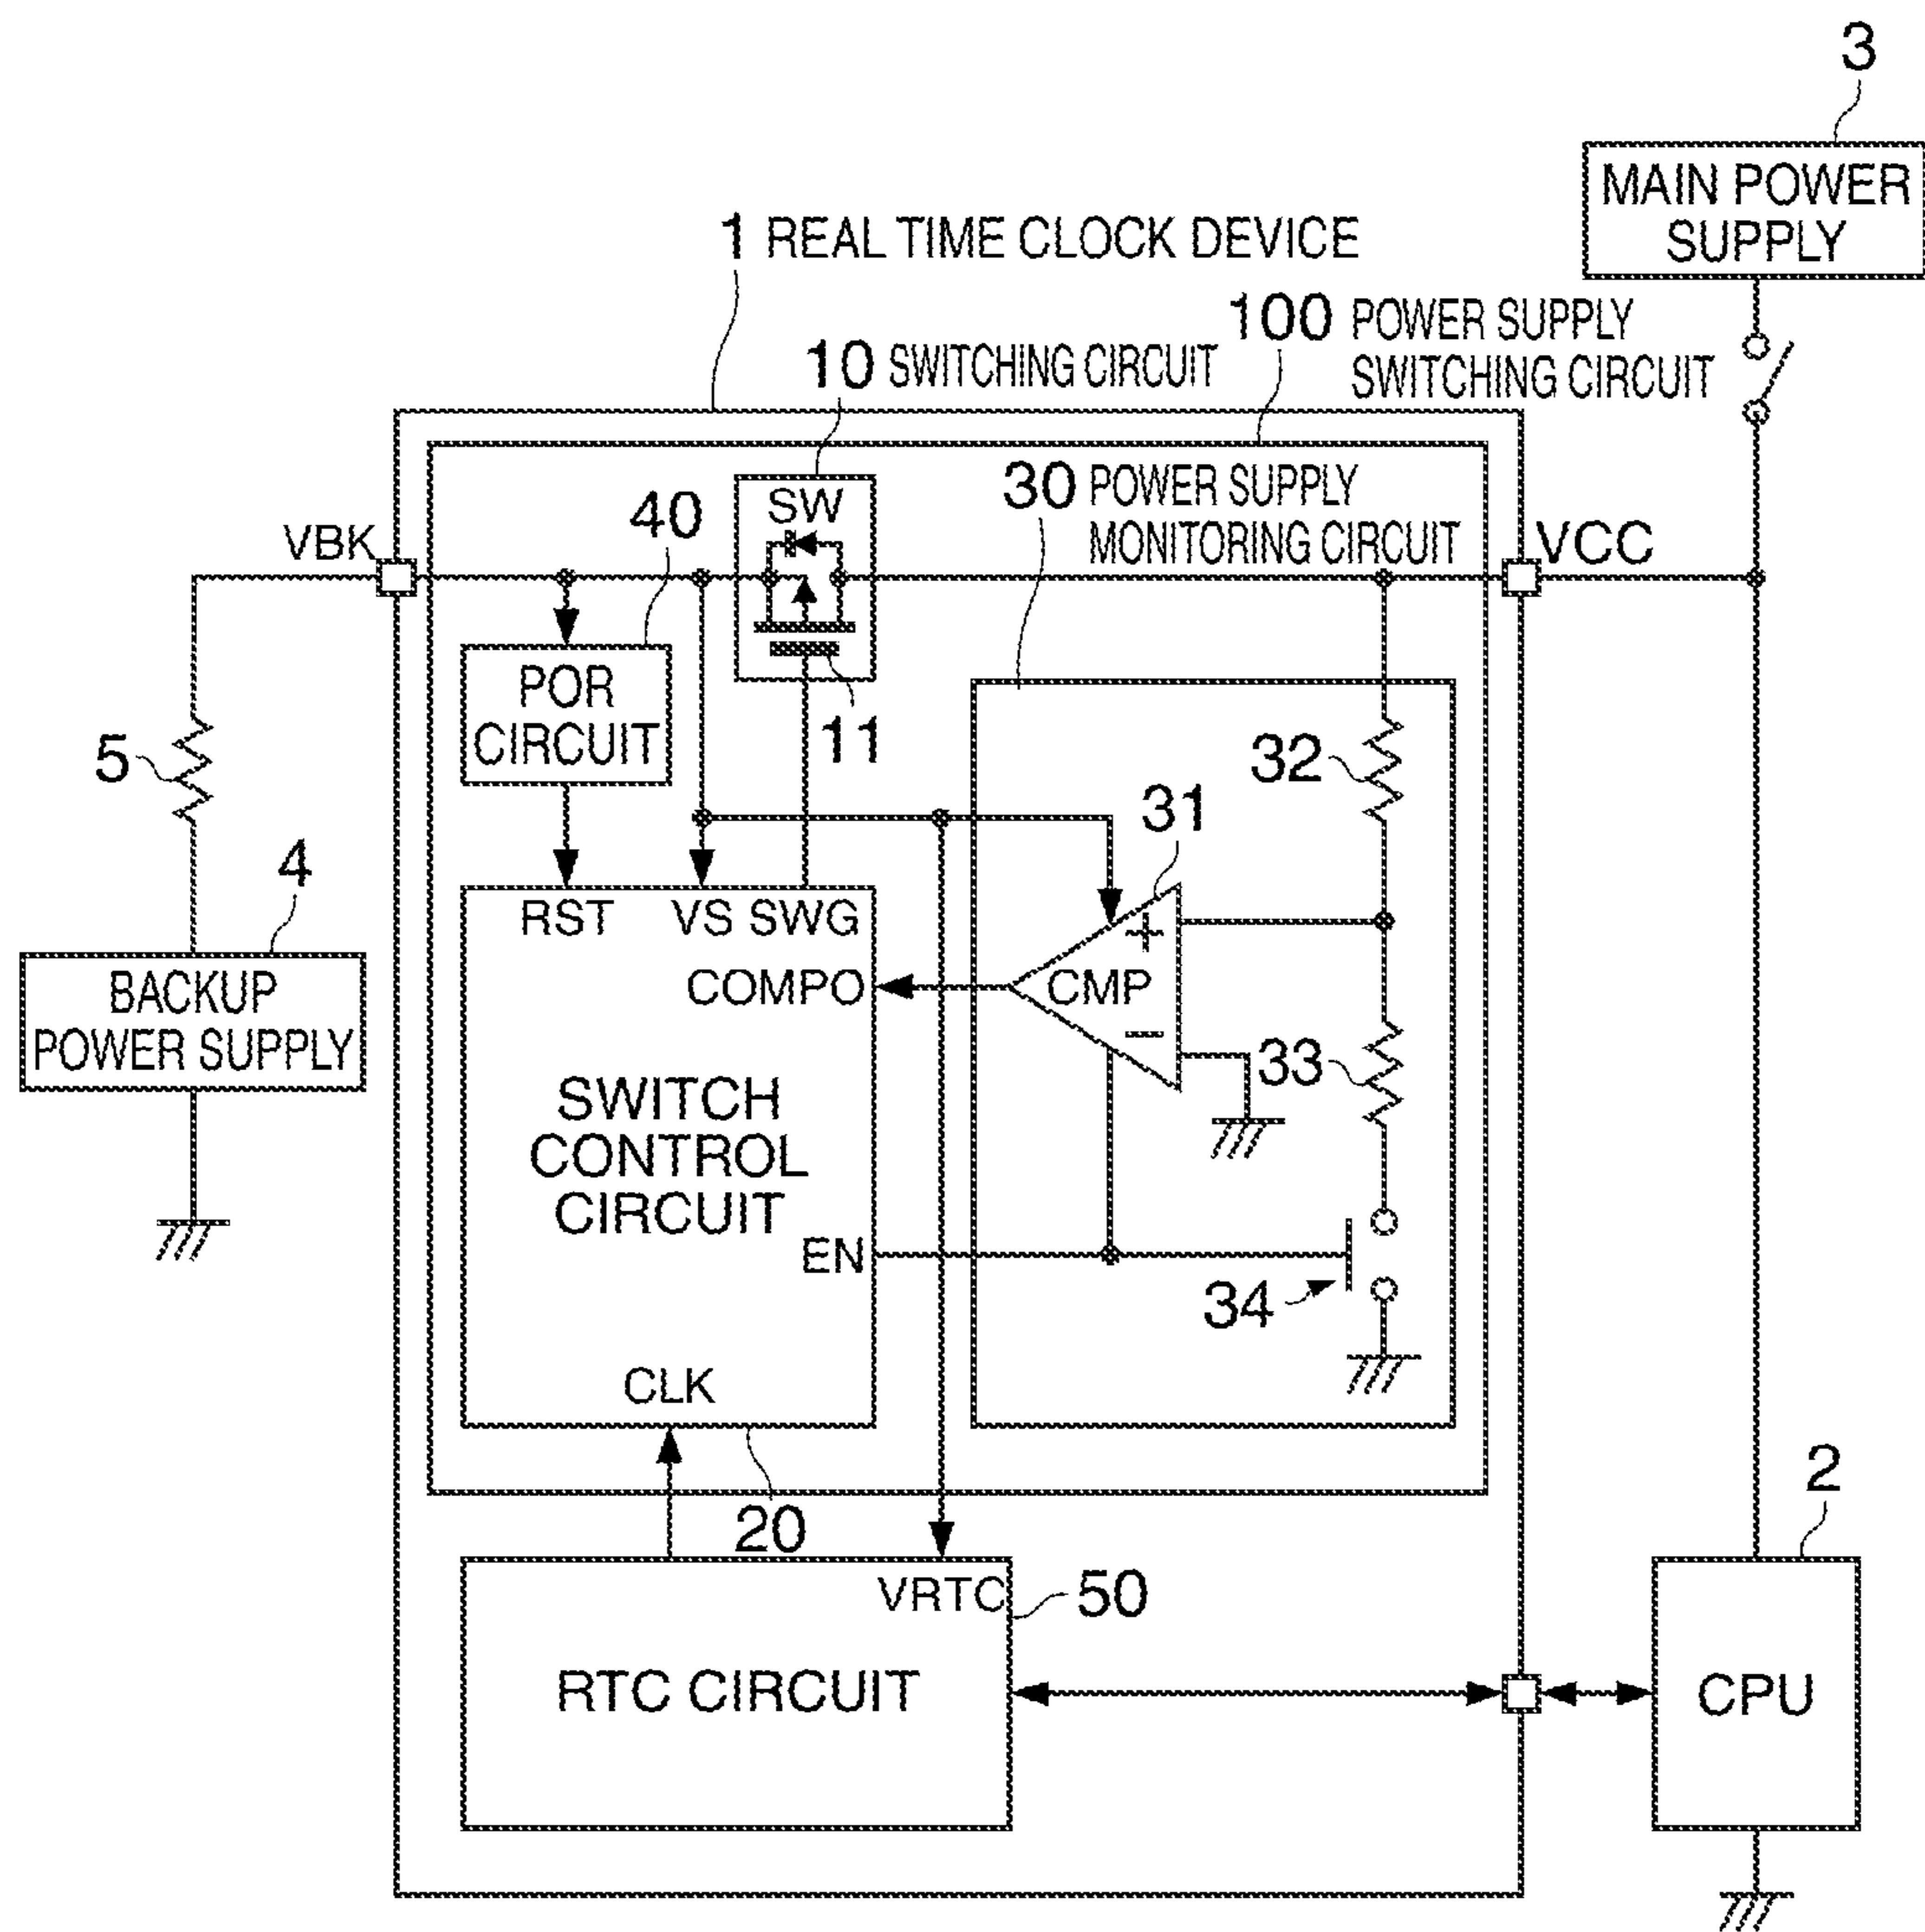 3
MAIN POWER
SUPPLY
1 REAL TIME CLOCK DEVICE
100 POWER SUPPLY
SWITCHING CIRCUIT
10 SWITCHING CIRCUIT
30 POWER SUPPLY
MONITORING CIRCUIT
SW
40
VBK
VCC
POR
CIRCUIT
11
5
32
31
4
RST VS SWG
BACKUP
POWER SUPPLY
COMPO
+
CMP
−
33
SWITCH
CONTROL
CIRCUIT
EN
34
CLK
20
2
VRTC
50
RTC CIRCUIT
CPU